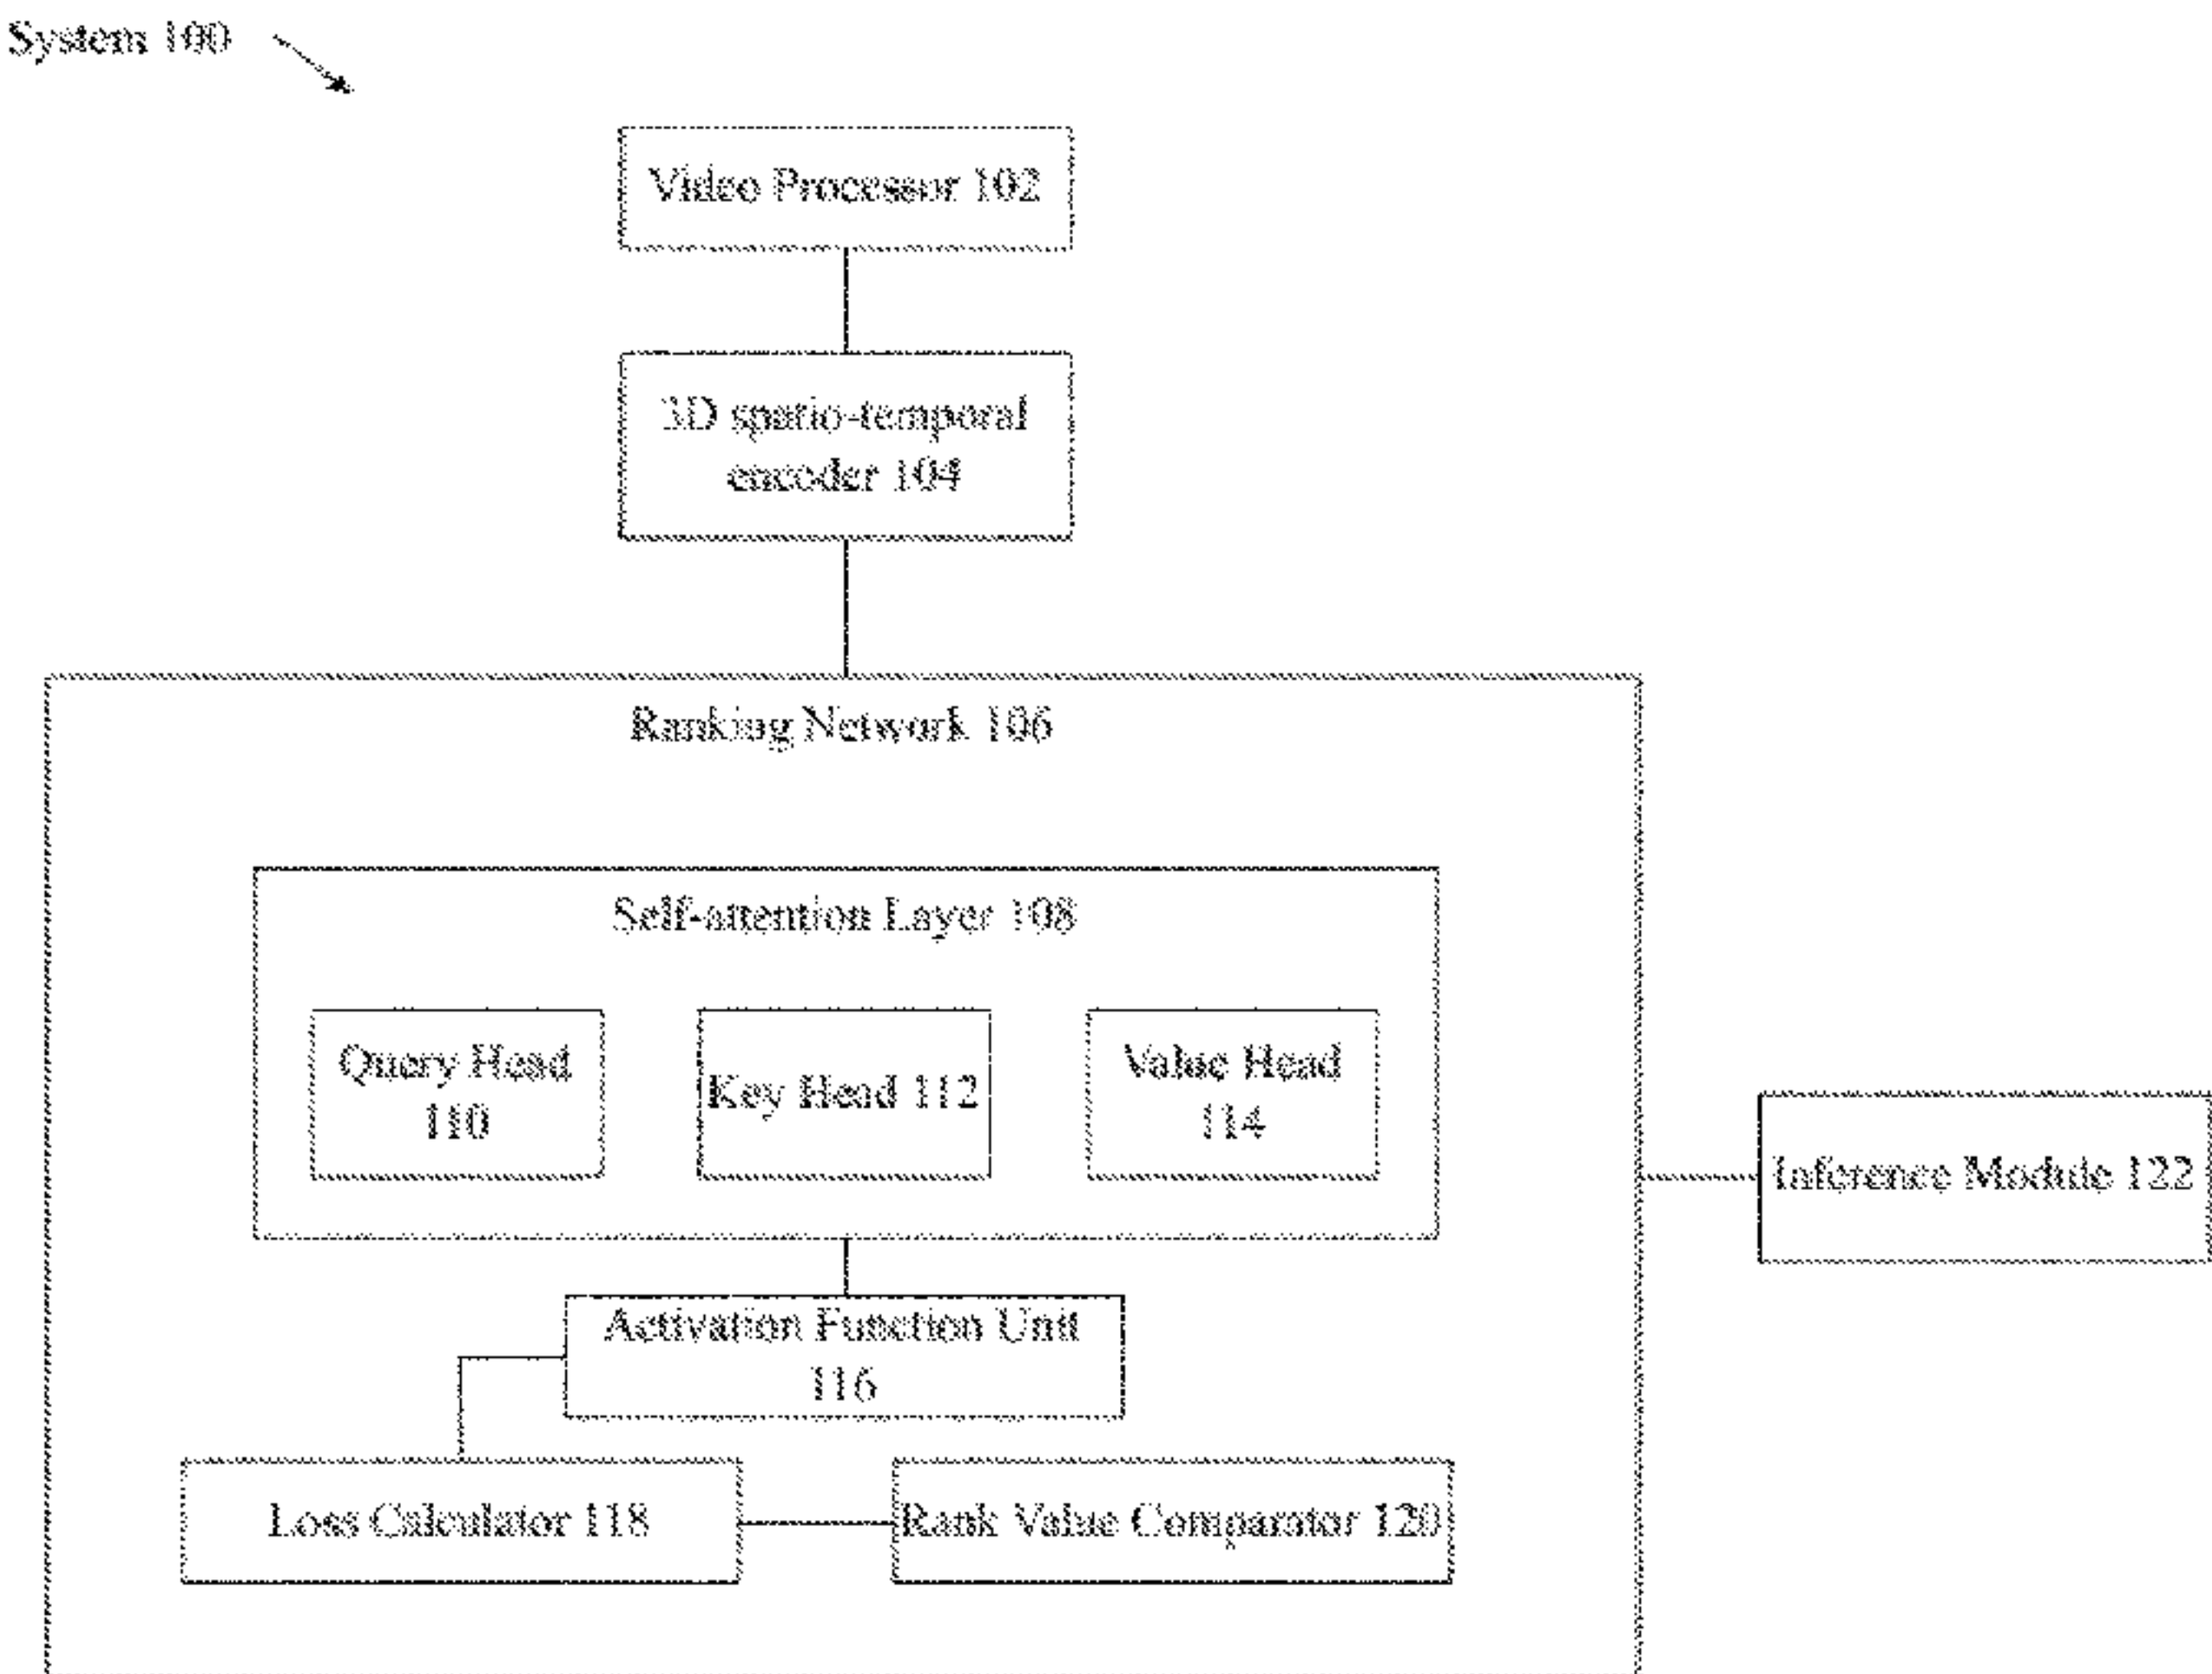 System 100
Video Processor 102
3D spatio-temporal
encoder 104
Ranking Network 106
Self-attention Layer 108
Query Head
110
Key Head 112
Value Head
114
Inference Module 122
Activation Function Unit
116
Loss Calculator 118
Rank Value Comparator 120